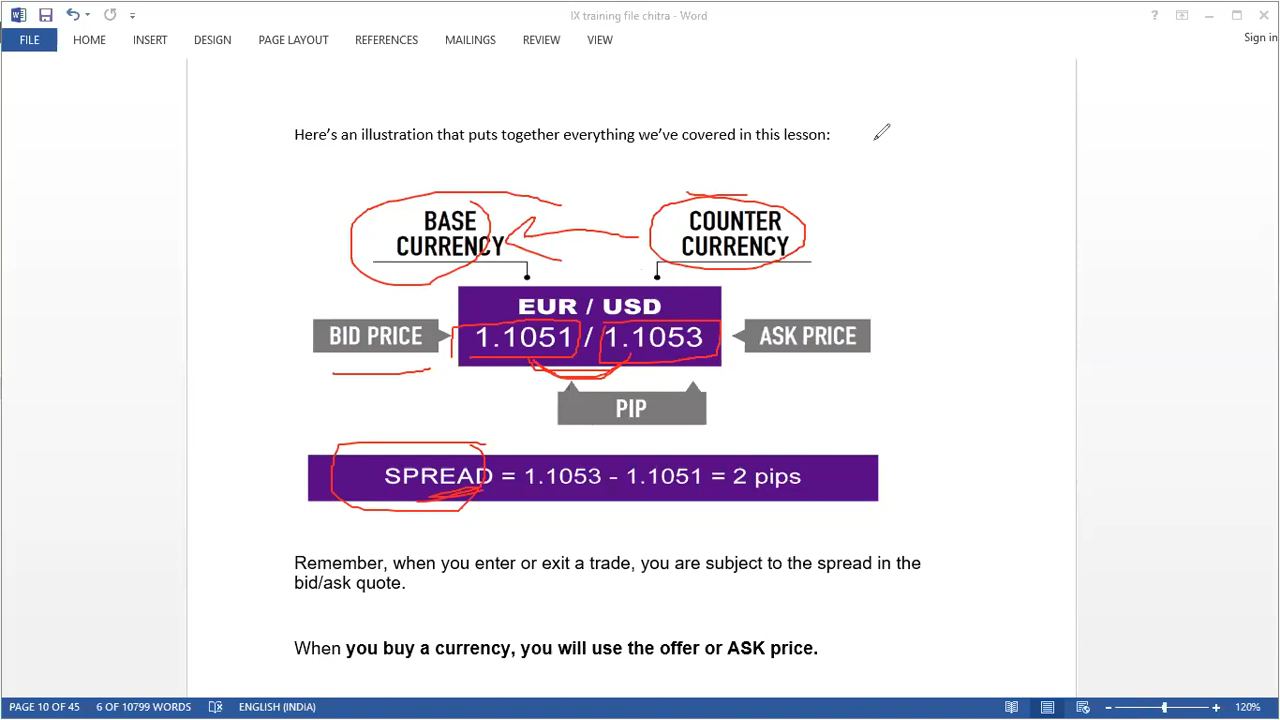 IX training file chitra - Word
?
Sign in
FILE HOME INSERT DESIGN PAGE LAYOUT REFERENCES MAILINGS REVIEW VIEW
Here's an illustration that puts together everything we've covered in this lesson:
BASE
CURRENCY
COUNTER
CURRENCY
EUR / USD
BID PRICE
1.1051 / 1.1053
ASK PRICE
PIP
SPREAD = 1.1053 - 1.1051 = 2 pips
Remember, when you enter or exit a trade, you are subject to the spread in the
bid/ask quote.
When you buy a currency, you will use the offer or ASK price.
PAGE 10 OF 45 6 OF 10799 WORDS ENGLISH (INDIA) 120%